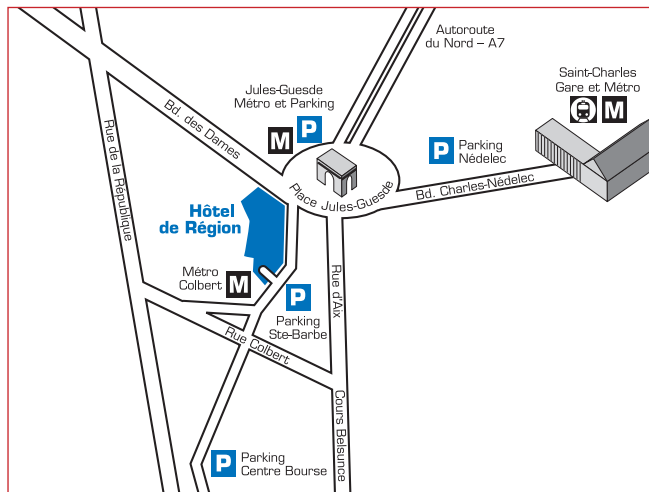 Autoroute
du Nord – A7
Saint-Charles
Gare et Métro
M
Jules-Guesde
Métro et Parking
M
P
P
Parking
Nédelec
Bd. des Dames
Rue de la République
Place Jules-Guesde
Bd. Charles-Nédelec
Hôtel
de Région
Métro
Colbert
M
P
Parking
Ste-Barbe
Rue d'Aix
Rue Colbert
Cours Belsunce
P
Parking
Centre Bourse